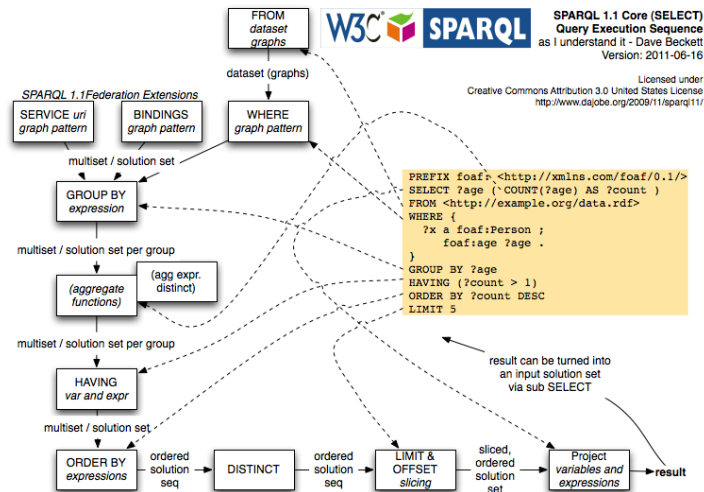 FROM
dataset
graphs
W3C
SPARQL
SPARQL 1.1 Core (SELECT)
Query Execution Sequence
as I understand it - Dave Beckett
Version: 2011-06-16
Licensed under
Creative Commons Attribution 3.0 United States License
http://www.dajobe.org/2009/11/sparql11/
dataset (graphs)
SPARQL 1.1Federation Extensions
SERVICE uri
graph pattern
BINDINGS
graph pattern
WHERE
graph pattern
multiset / solution set
GROUP BY
expression
multiset / solution set per group
(aggregate
functions)
(agg expr.
distinct)
multiset / solution set per group
HAVING
var and expr
multiset / solution set
PREFIX foaf: <http://xmlns.com/foaf/0.1/>
SELECT ?age ( COUNT(?age) AS ?count )
FROM <http://example.org/data.rdf>
WHERE {
?x a foaf:Person ;
foaf:age ?age .
}
GROUP BY ?age
HAVING (?count > 1)
ORDER BY ?count DESC
LIMIT 5
result can be turned into
an input solution set
via sub SELECT
ORDER BY
expressions
ordered
solution
seq
DISTINCT
ordered
solution
seq
LIMIT &
OFFSET
slicing
sliced,
ordered
solution
set
Project
variables and
expressions
result